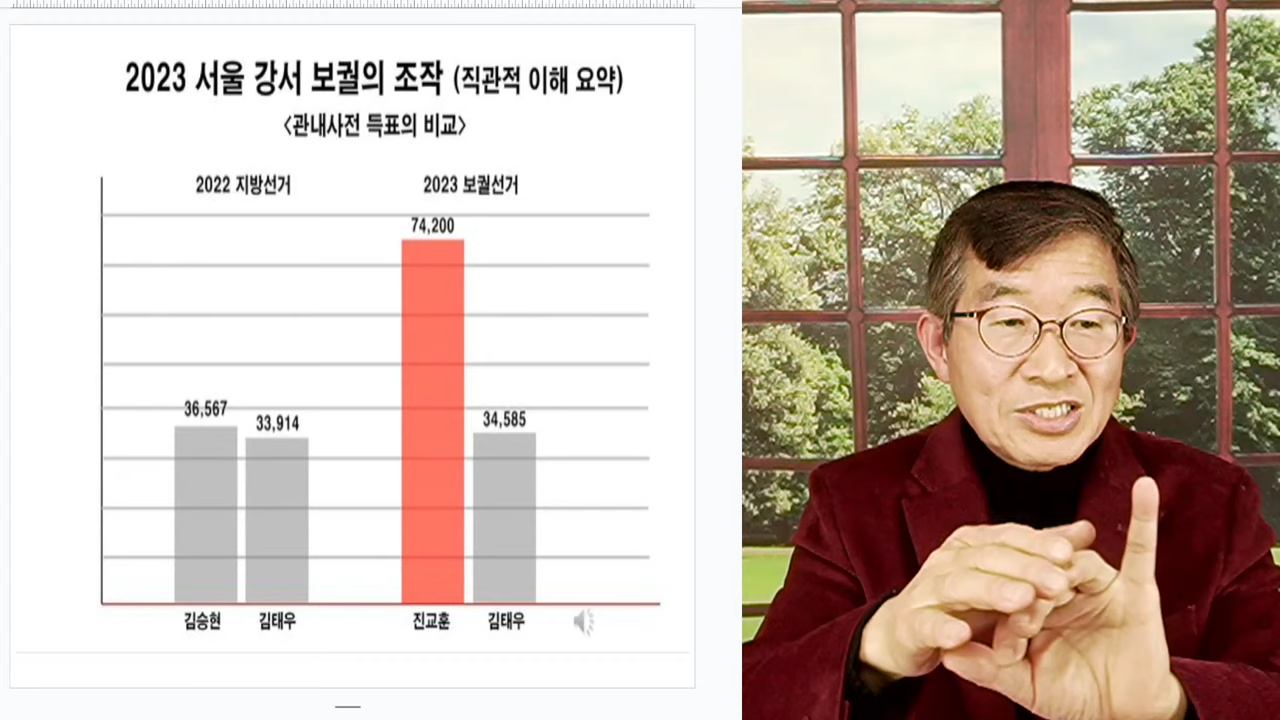 2023 서울 강서 보궐의 조작 (직관적 이해 요약)
<관내사전 득표의 비교>
2022 지방선거
2023 보궐선거
74,200
36,567
33,914
34,585
김승현
김태우
진교훈
김태우